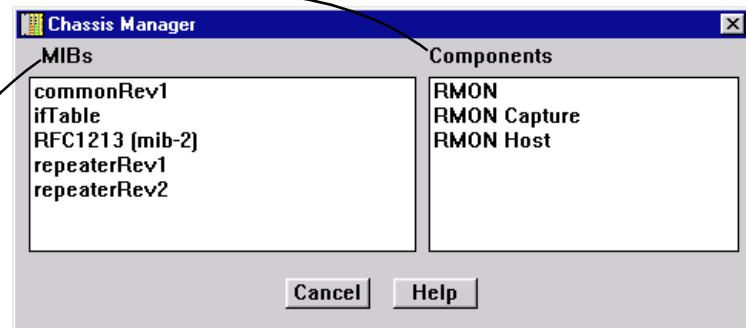 Chassis Manager
MIBs
Components
commonRev1
ifTable
RFC1213 (mib-2)
repeaterRev1
repeaterRev2
RMON
RMON Capture
RMON Host
Cancel
Help